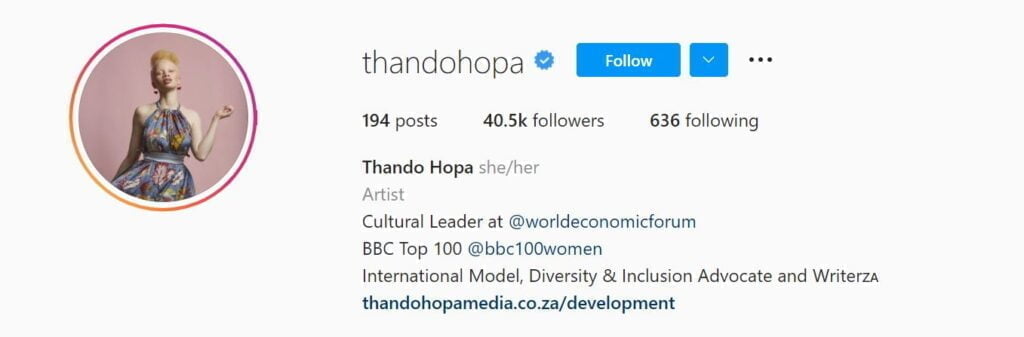 thandohopa Follow
194 posts 40.5k followers 636 following
Thando Hopa she/her
Artist
Cultural Leader at @worldeconomicforum
BBC Top 100 @bbc100women
International Model, Diversity & Inclusion Advocate and Writerᴢᴀ
thandohopamedia.co.za/development